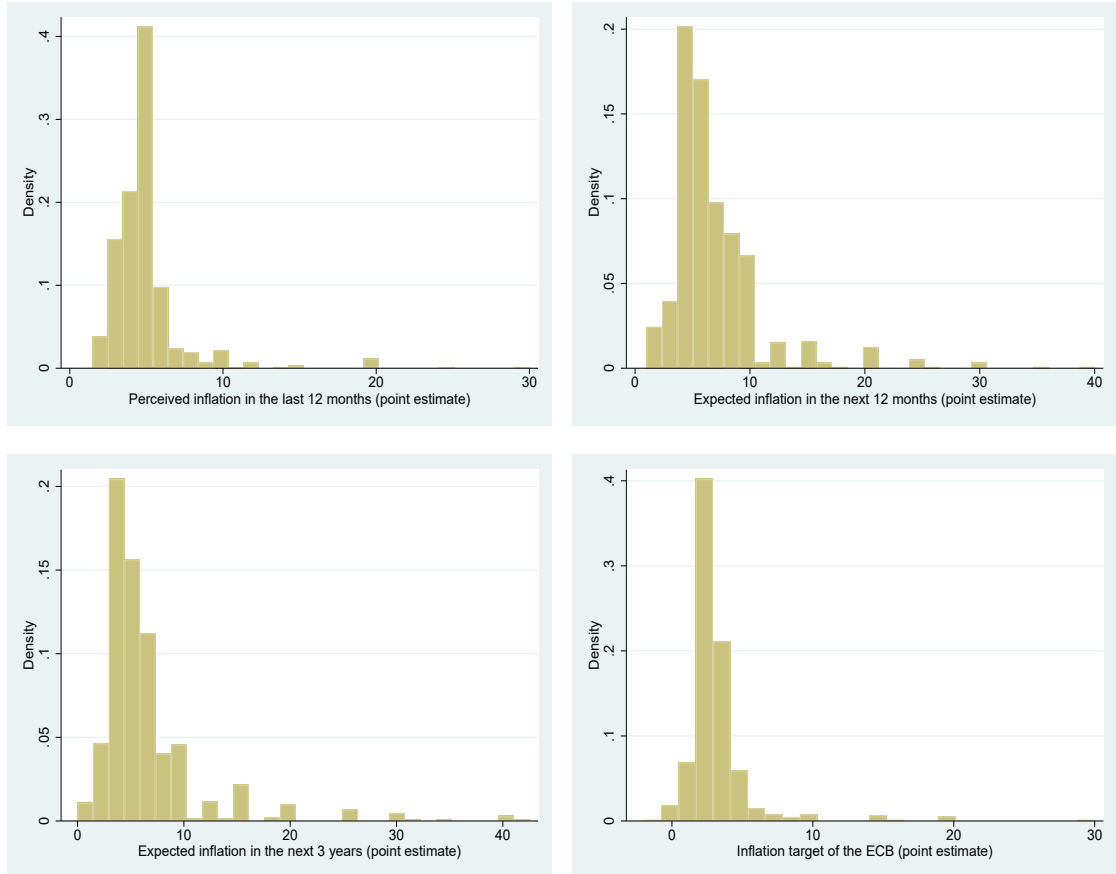 .4
.3
.2
.1
0
Density
0 10 20 30
Perceived inflation in the last 12 months (point estimate)
.2
.15
.1
.05
0
Density
0 10 20 30 40
Expected inflation in the next 12 months (point estimate)
.2
.15
.1
.05
0
Density
0 10 20 30 40
Expected inflation in the next 3 years (point estimate)
.4
.3
.2
.1
0
Density
0 10 20 30
Inflation target of the ECB (point estimate)